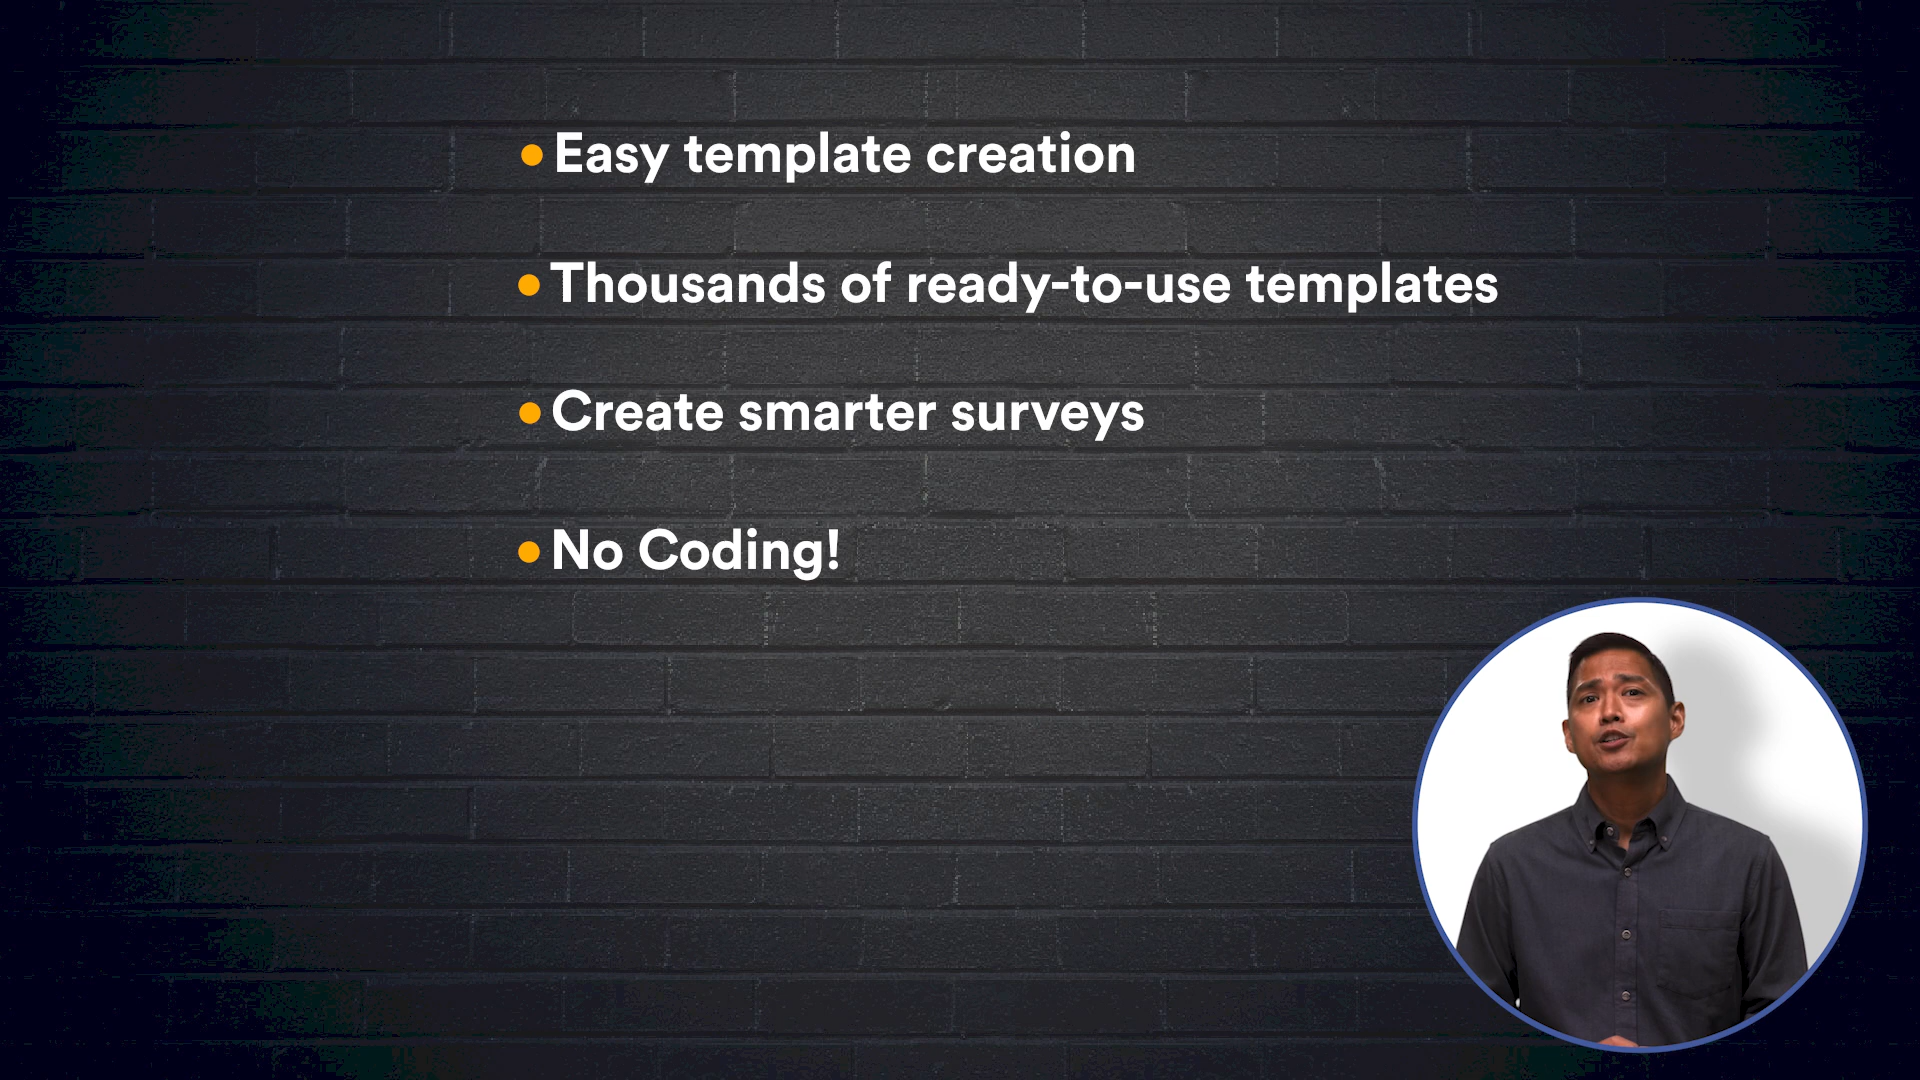 • Easy template creation
• Thousands of ready-to-use templates
• Create smarter surveys
• No Coding!